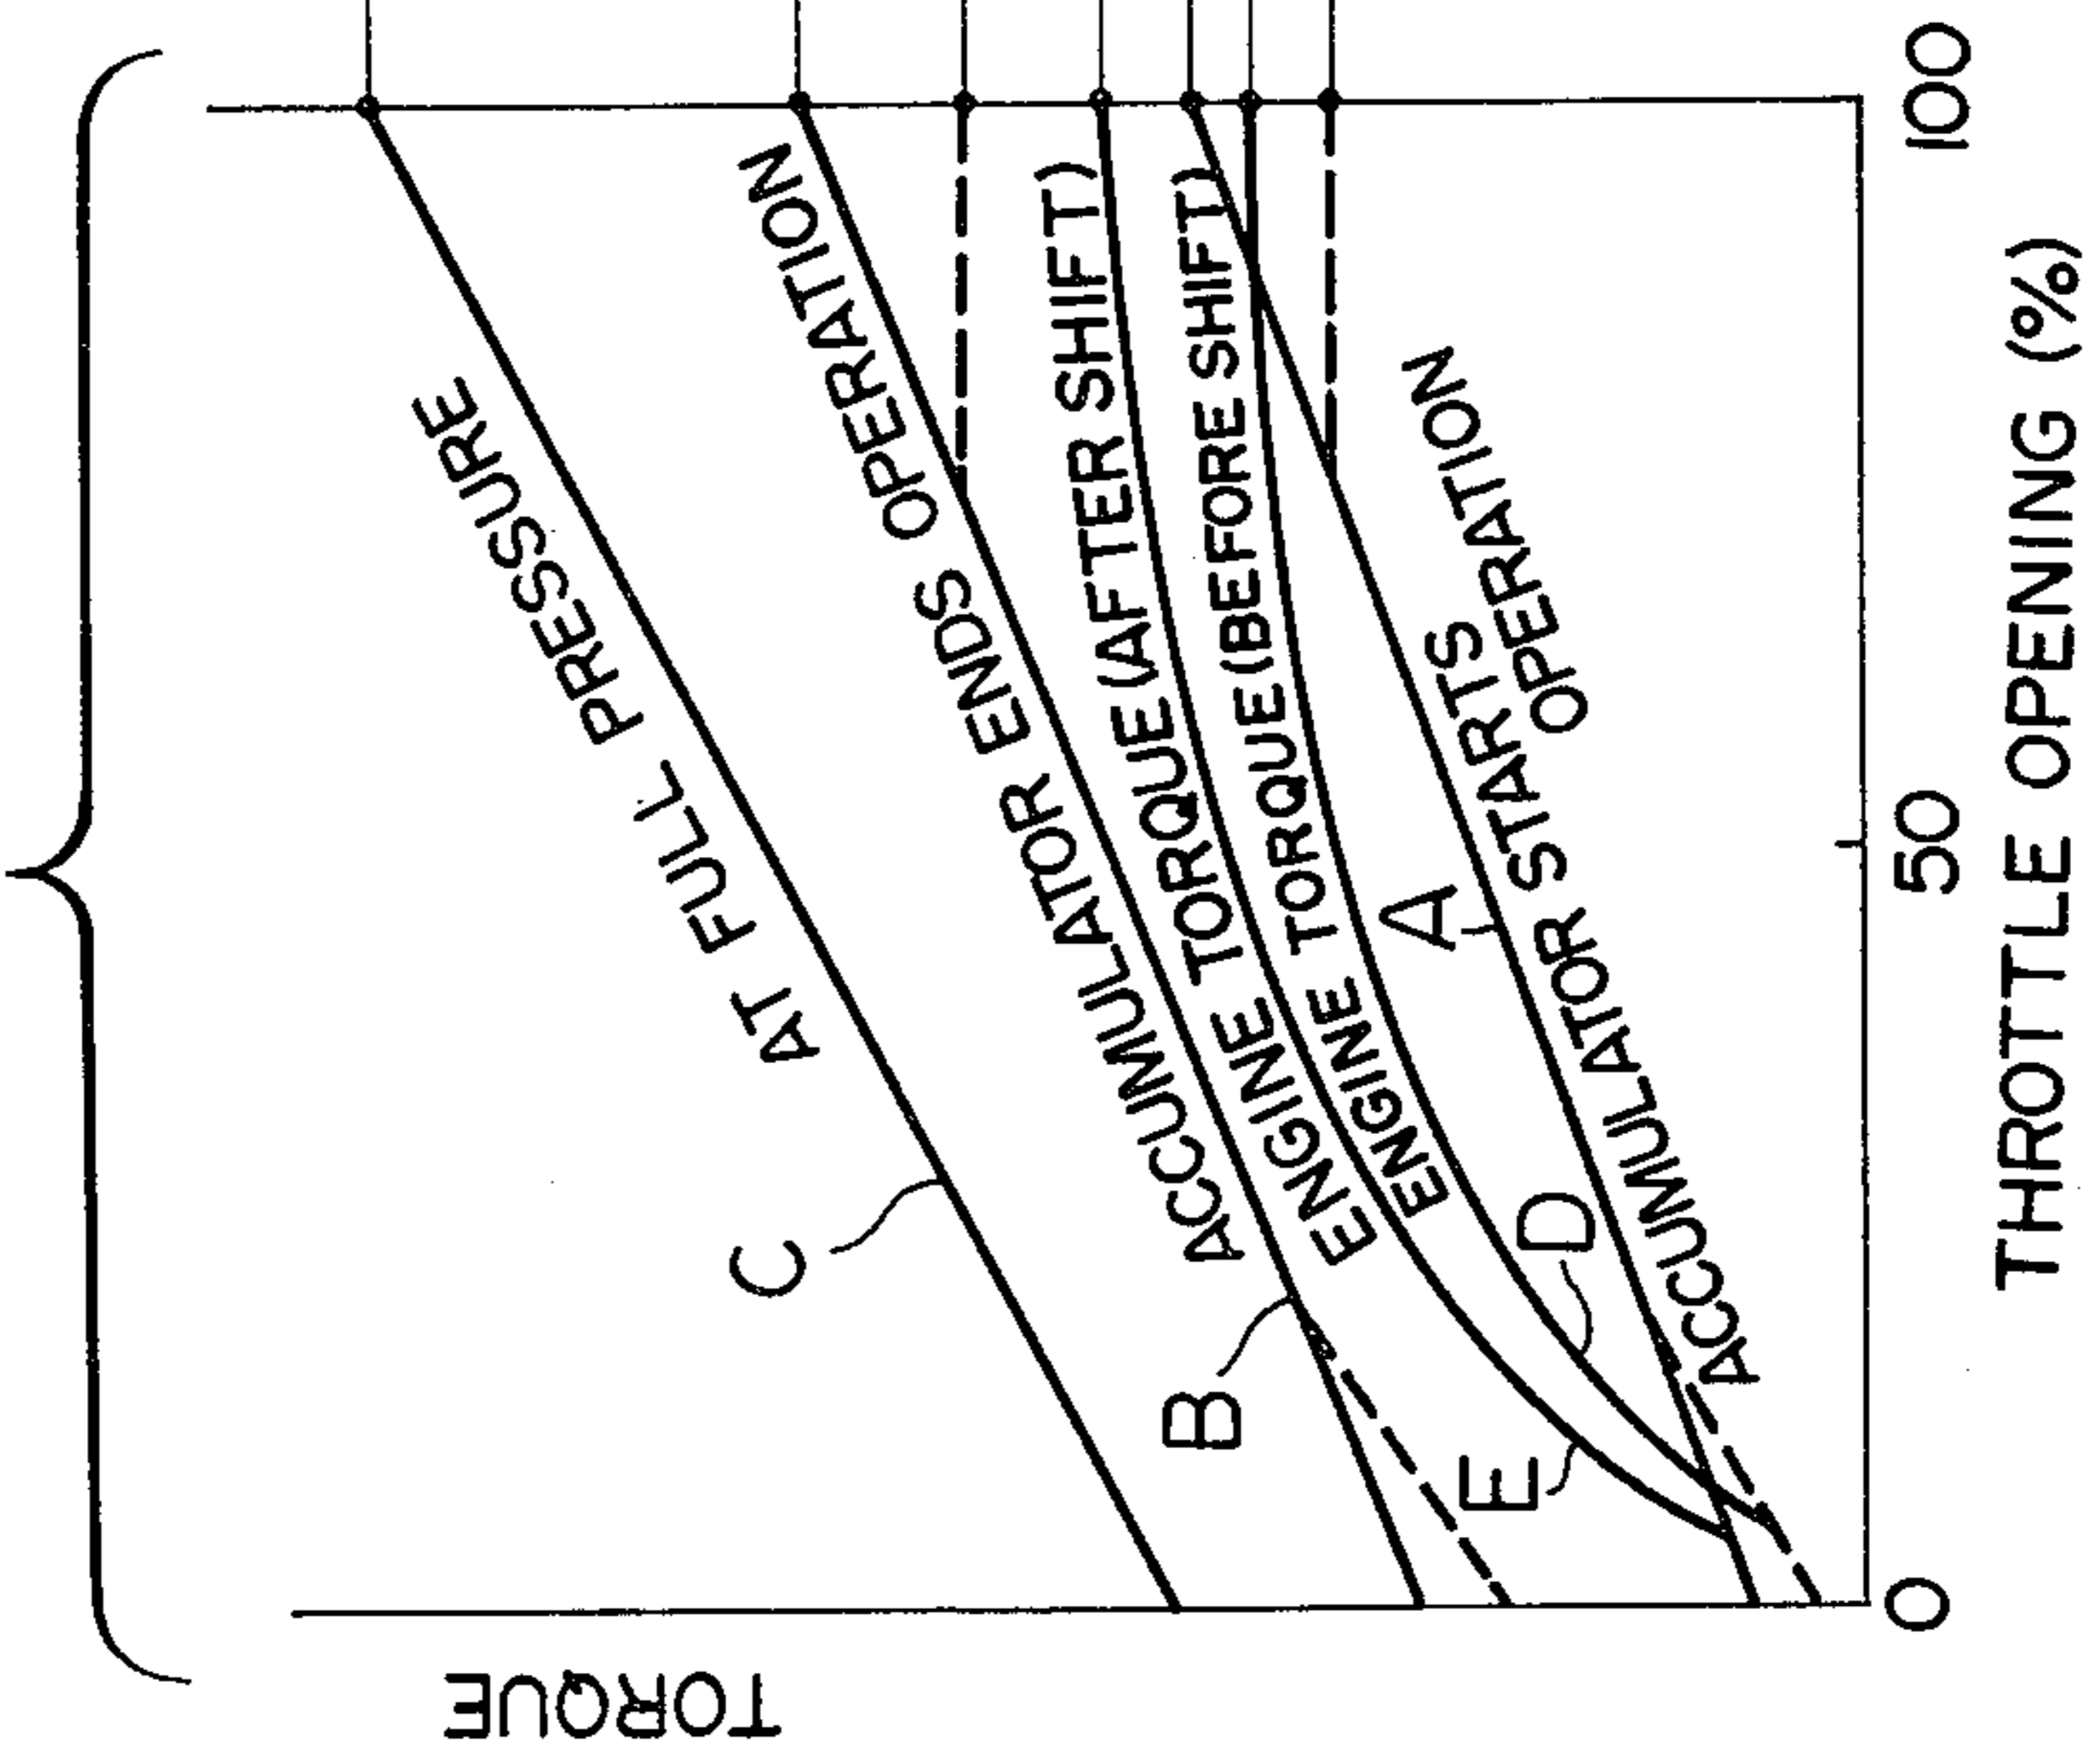 TORQUE
AT FULL PRESSURE
C
ACCUMULATOR ENDS OPERATION
B
ENGINE TORQUE (AFTER SHIFT)
ENGINE TORQUE (BEFORE SHIFT)
E
D
A
ACCUMULATOR STARTS
OPERATION
0
50
100
THROTTLE OPENING (%)